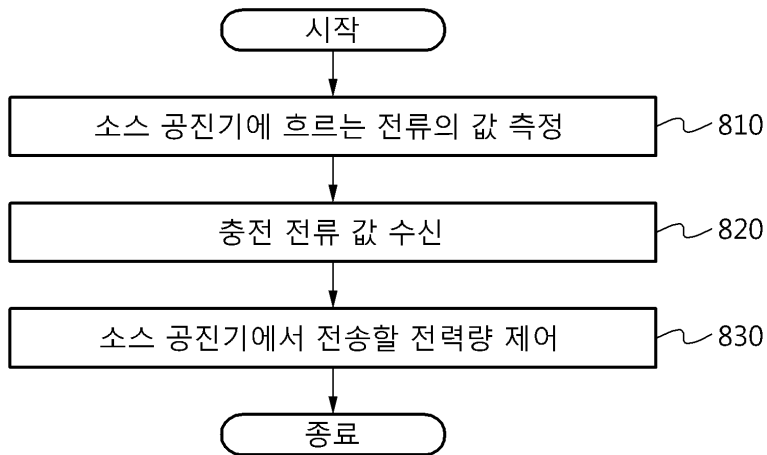 시작
소스 공진기에 흐르는 전류의 값 측정
810
충전 전류 값 수신
820
소스 공진기에서 전송할 전력량 제어
830
종료